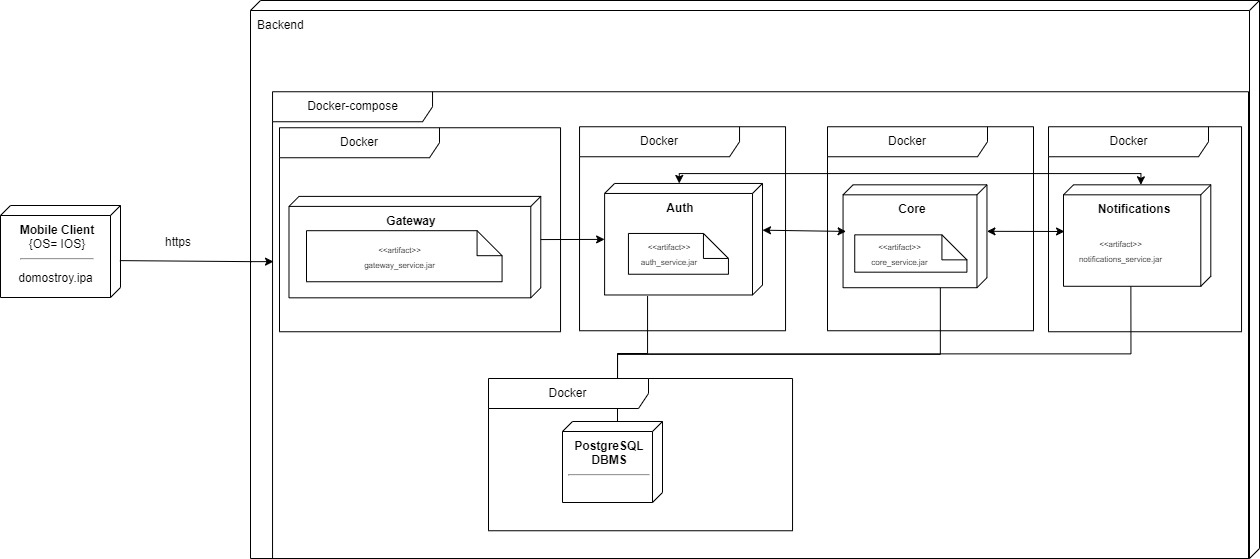 Backend
Docker-compose
Docker
Docker
Docker
Docker
Mobile Client
{OS= IOS}
domostroy.ipa
https
Gateway
<<artifact>>
gateway_service.jar
Auth
<<artifact>>
auth_service.jar
Core
<<artifact>>
core_service.jar
Notifications
<<artifact>>
notifications_service.jar
Docker
PostgreSQL
DBMS